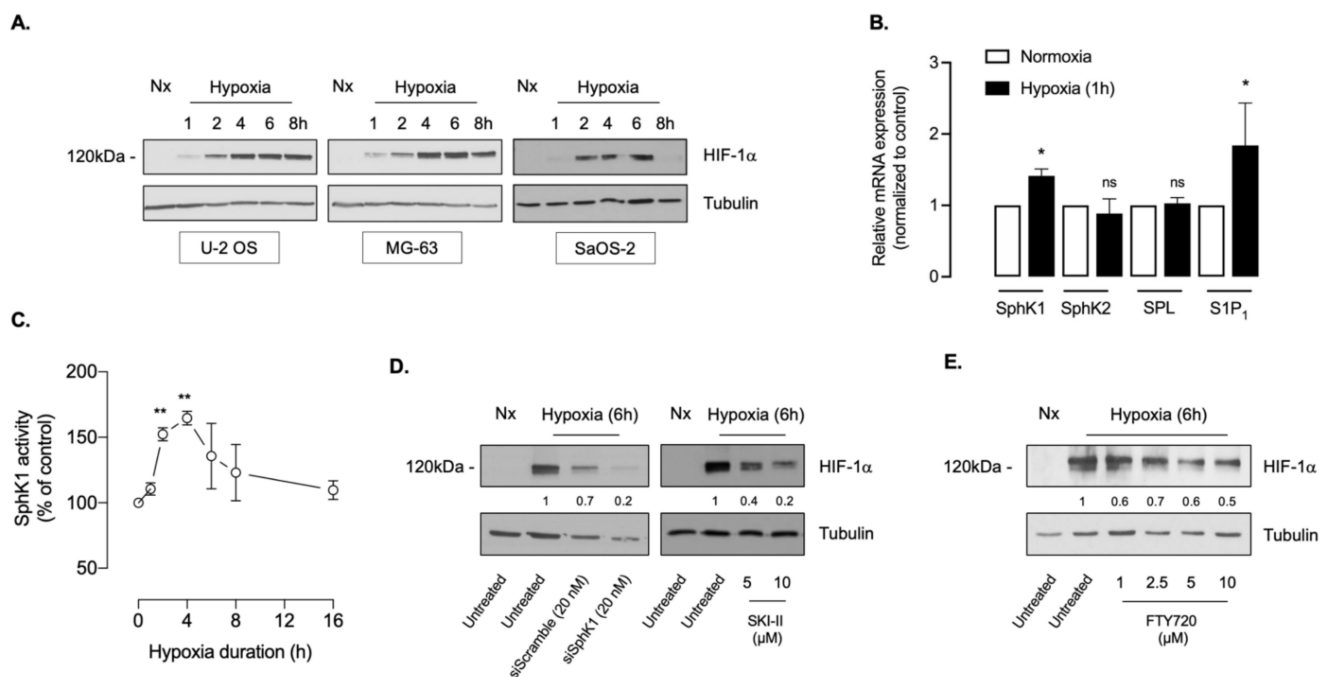 A.
Nx Hypoxia Nx Hypoxia Nx Hypoxia
1 2 4 6 8h 1 2 4 6 8h 1 2 4 6 8h
120kDa - HIF-1α
Tubulin
U-2 OS MG-63 SaOS-2
B.
Relative mRNA expression
(normalized to control)
3
2
1
0
Normoxia
Hypoxia (1h)
* ns ns *
SphK1 SphK2 SPL S1P₁
C.
SphK1 activity
(% of control)
200
150
100
50
** **
0 4 8 12 16
Hypoxia duration (h)
D.
Nx Hypoxia (6h) Nx Hypoxia (6h)
120kDa - HIF-1α
1 0.7 0.2 1 0.4 0.2
Tubulin
Untreated Untreated siScramble (20 nM) siSphK1 (20 nM) Untreated Untreated 5 10
SKI-II
(µM)
E.
Nx Hypoxia (6h)
120kDa - HIF-1α
1 0.6 0.7 0.6 0.5
Tubulin
Untreated Untreated 1 2.5 5 10
FTY720
(µM)